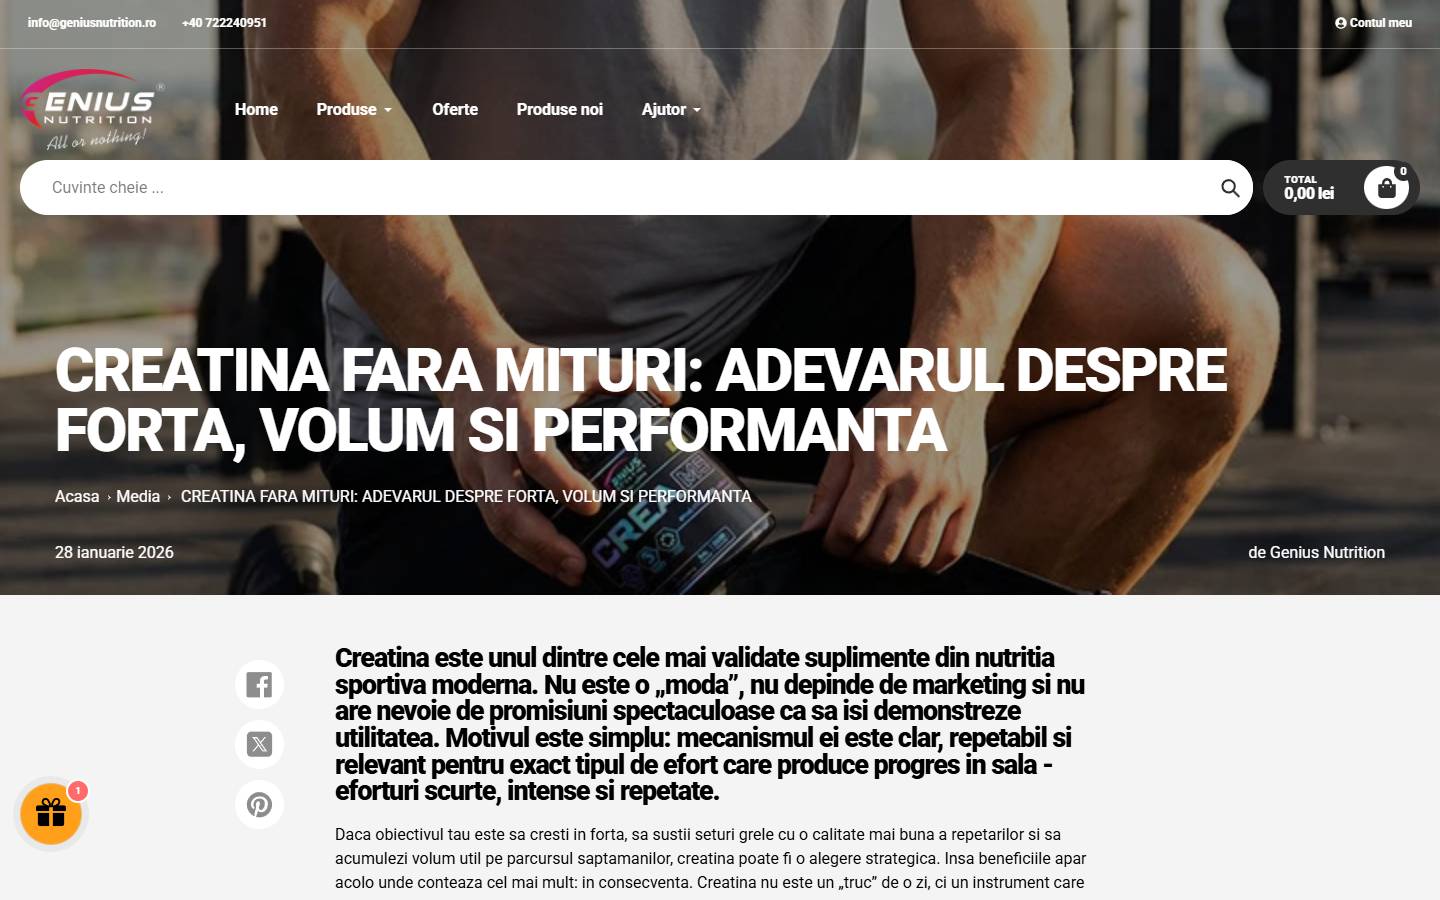 info@geniusnutrition.ro +40 722240951 Contul meu
GENIUS ®
NUTRITION
All or nothing!
Home Produse Oferte Produse noi Ajutor
Cuvinte cheie ...
TOTAL
0,00 lei
0
CREATINA FARA MITURI: ADEVARUL DESPRE
FORTA, VOLUM SI PERFORMANTA
Acasa › Media › CREATINA FARA MITURI: ADEVARUL DESPRE FORTA, VOLUM SI PERFORMANTA
GENIUS
CREA
28 ianuarie 2026 de Genius Nutrition
Creatina este unul dintre cele mai validate suplimente din nutritia
sportiva moderna. Nu este o „moda”, nu depinde de marketing si nu
are nevoie de promisiuni spectaculoase ca sa isi demonstreze
utilitatea. Motivul este simplu: mecanismul ei este clar, repetabil si
relevant pentru exact tipul de efort care produce progres in sala -
eforturi scurte, intense si repetate.
1
Daca obiectivul tau este sa cresti in forta, sa sustii seturi grele cu o calitate mai buna a repetarilor si sa
acumulezi volum util pe parcursul saptamanilor, creatina poate fi o alegere strategica. Insa beneficiile apar
acolo unde conteaza cel mai mult: in consecventa. Creatina nu este un „truc” de o zi, ci un instrument care